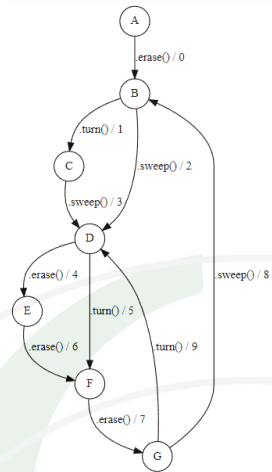 A
.erase() / 0
B
.turn() / 1
C
.sweep() / 2
.sweep() / 3
D
.erase() / 4
.turn() / 5
.sweep() / 8
E
.erase() / 6
.turn() / 9
F
.erase() / 7
G